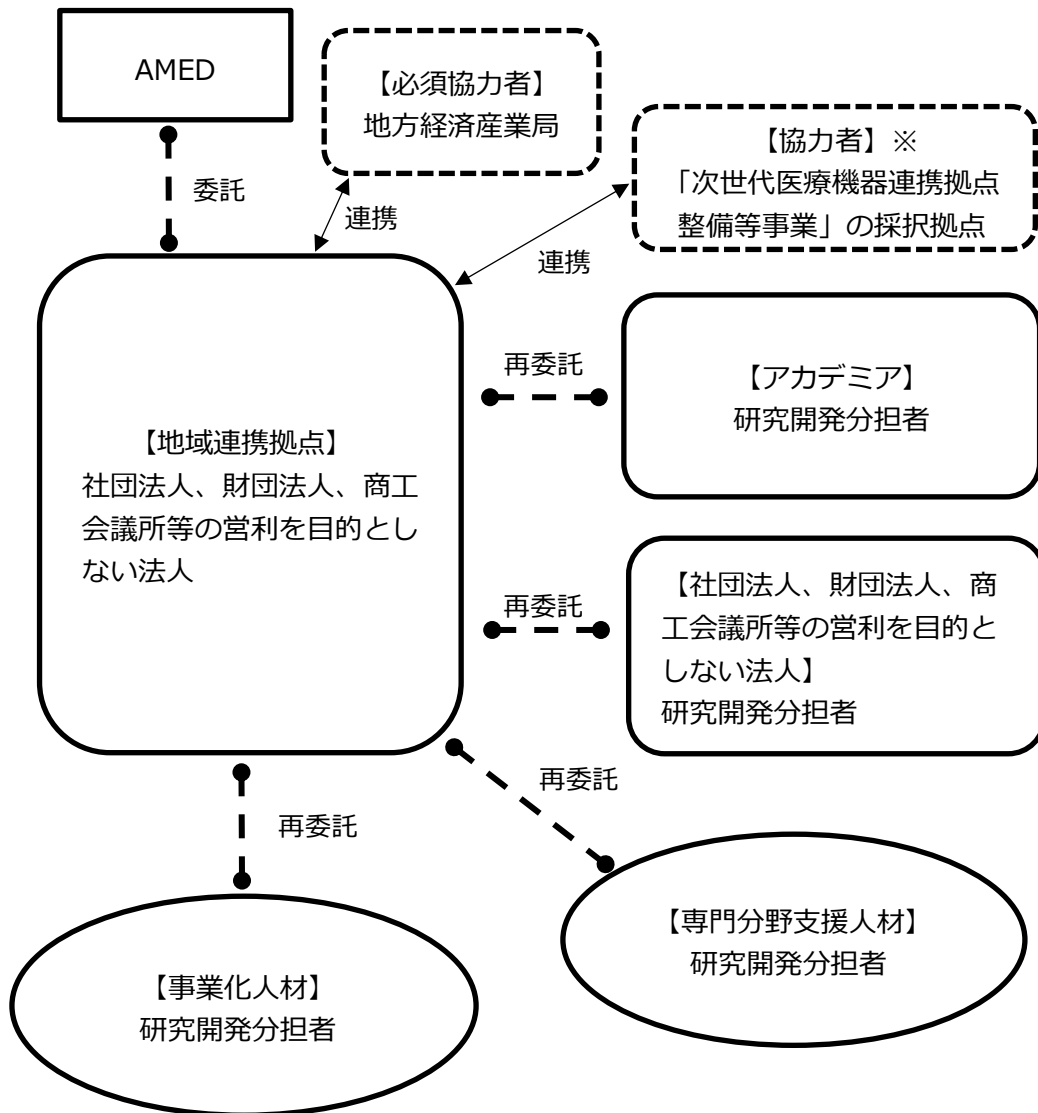 AMED
【必須協力者】
地方経済産業局
【協力者】※
「次世代医療機器連携拠点
整備等事業」の採択拠点
委託
連携
連携
【地域連携拠点】
社団法人、財団法人、商工
会議所等の営利を目的とし
ない法人
再委託
【アカデミア】
研究開発分担者
再委託
【社団法人、財団法人、商
工会議所等の営利を目的と
しない法人】
研究開発分担者
再委託
再委託
【専門分野支援人材】
研究開発分担者
【事業化人材】
研究開発分担者